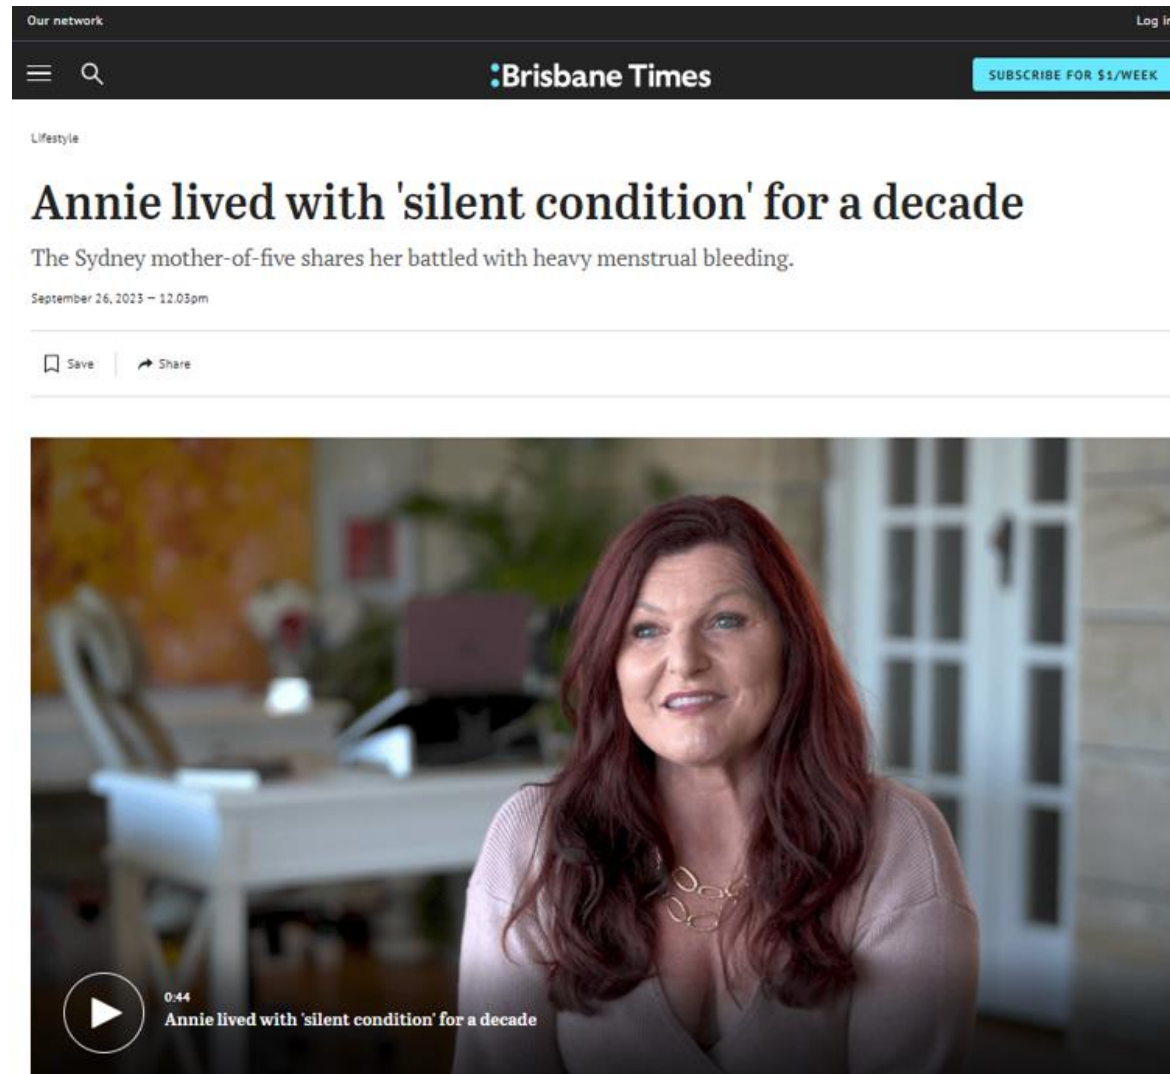 Our network
Log in
:Brisbane Times
SUBSCRIBE FOR $1/WEEK
Lifestyle
Annie lived with 'silent condition' for a decade
The Sydney mother-of-five shares her battled with heavy menstrual bleeding.
September 26, 2023 — 12.03pm
Save
Share
0:44
Annie lived with 'silent condition' for a decade